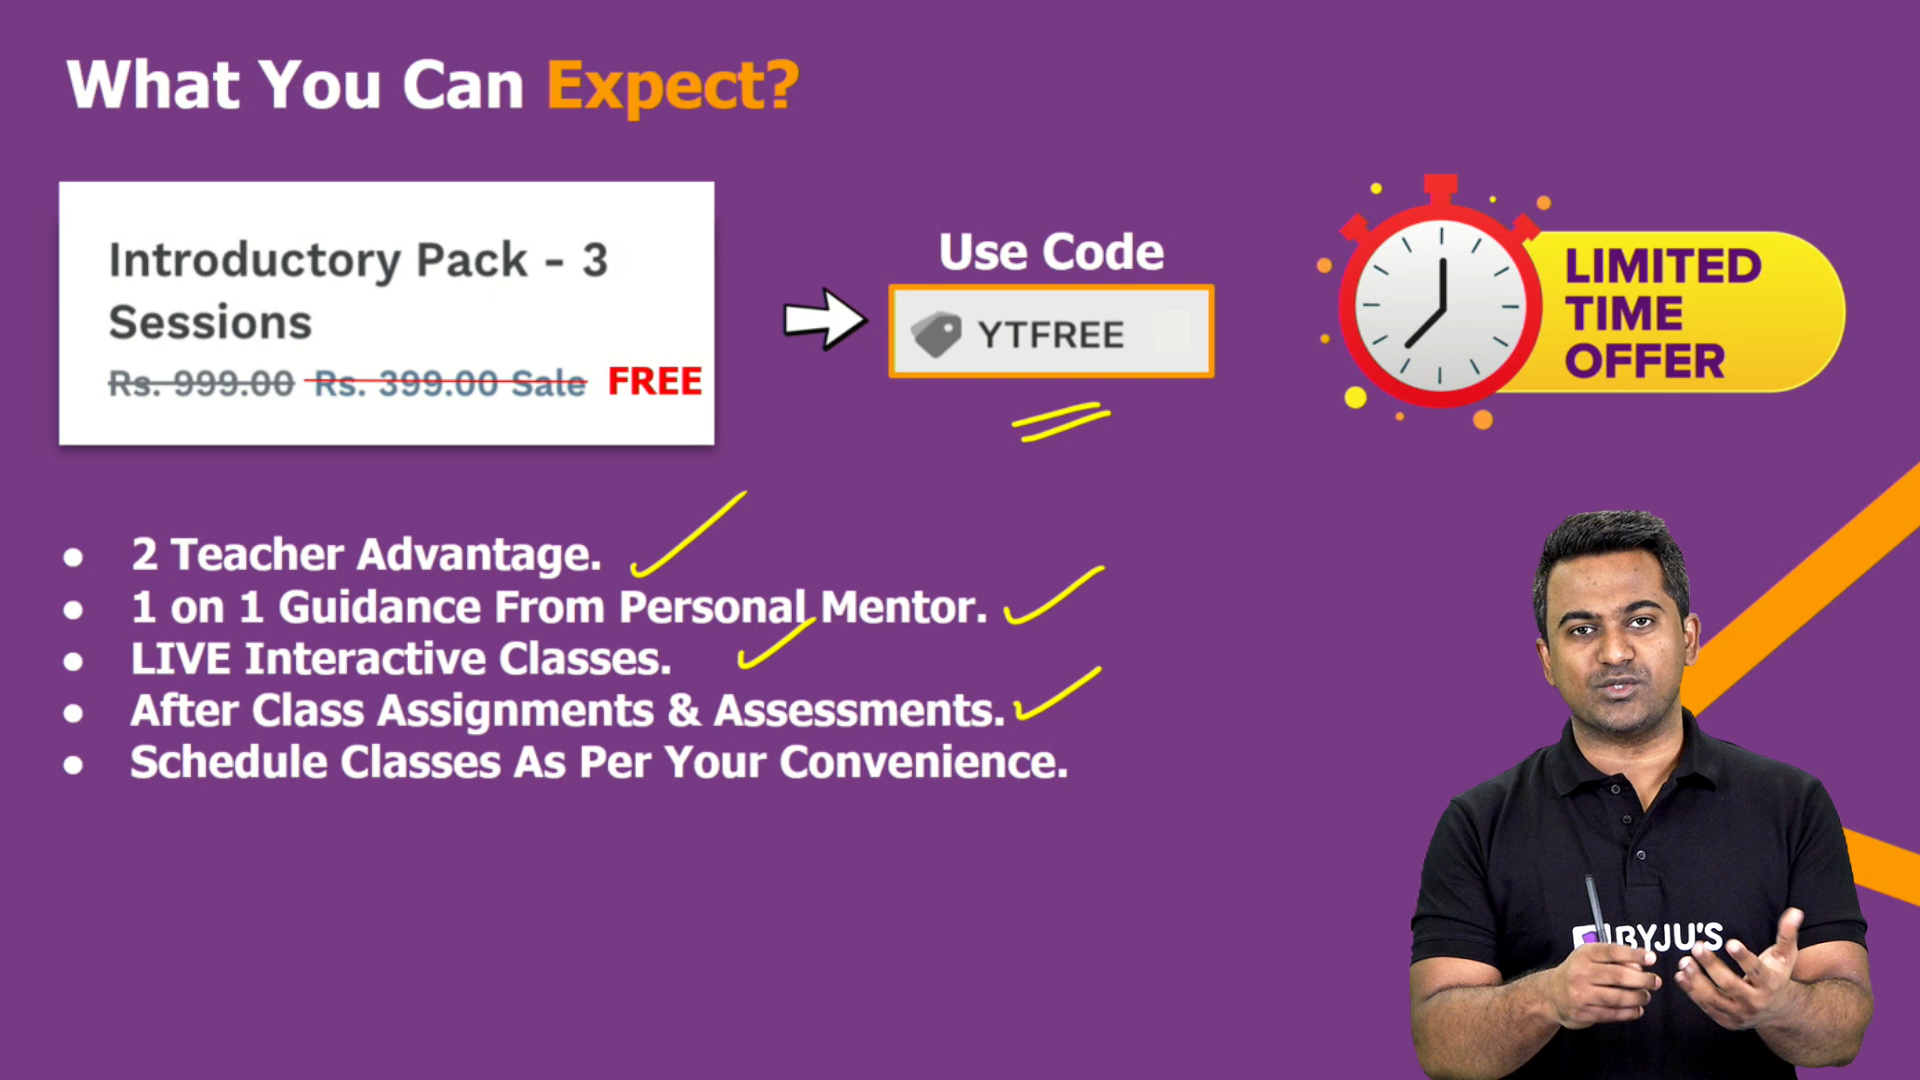 What You Can Expect?
Introductory Pack - 3
Sessions
Rs. 999.00 Rs. 399.00 Sale FREE
Use Code
YTFREE
LIMITED
TIME
OFFER
● 2 Teacher Advantage.
● 1 on 1 Guidance From Personal Mentor.
● LIVE Interactive Classes.
● After Class Assignments & Assessments.
● Schedule Classes As Per Your Convenience.
BYJU'S